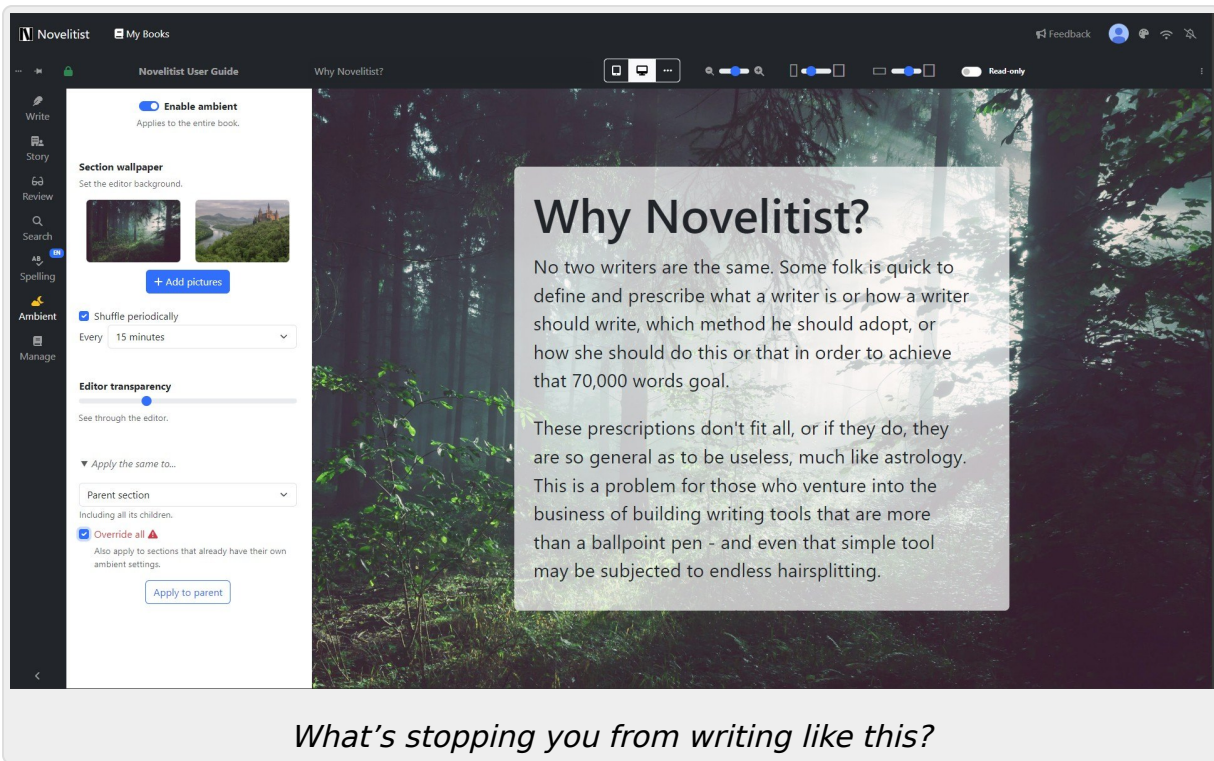 Novelitist
My Books
Feedback
Novelitist User Guide
Why Novelitist?
Read-only
Write
Story
Review
Search
EN
Spelling
Ambient
Manage
Enable ambient
Applies to the entire book.
Section wallpaper
Set the editor background.
+ Add pictures
Shuffle periodically
Every 15 minutes
Editor transparency
See through the editor.
▼ Apply the same to...
Parent section
Including all its children.
Override all
Also apply to sections that already have their own
ambient settings.
Apply to parent
Why Novelitist?
No two writers are the same. Some folk is quick to
define and prescribe what a writer is or how a writer
should write, which method he should adopt, or
how she should do this or that in order to achieve
that 70,000 words goal.
These prescriptions don't fit all, or if they do, they
are so general as to be useless, much like astrology.
This is a problem for those who venture into the
business of building writing tools that are more
than a ballpoint pen - and even that simple tool
may be subjected to endless hairsplitting.
What's stopping you from writing like this?